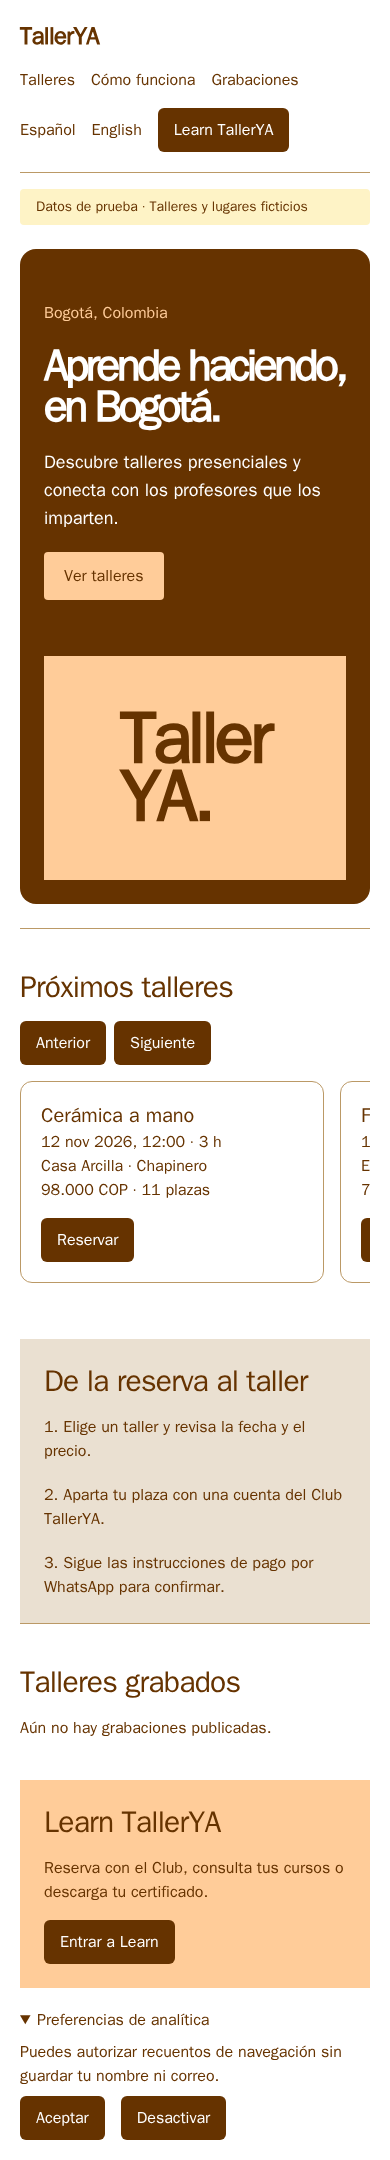 TallerYA
Talleres Cómo funciona Grabaciones
Español English Learn TallerYA
Datos de prueba · Talleres y lugares ficticios
Bogotá, Colombia
Aprende haciendo,
en Bogotá.
Descubre talleres presenciales y
conecta con los profesores que los
imparten.
Ver talleres
Taller
YA.
Próximos talleres
Anterior Siguiente
Cerámica a mano
12 nov 2026, 12:00 · 3 h
Casa Arcilla · Chapinero
98.000 COP · 11 plazas
Reservar
De la reserva al taller
1. Elige un taller y revisa la fecha y el
precio.
2. Aparta tu plaza con una cuenta del Club
TallerYA.
3. Sigue las instrucciones de pago por
WhatsApp para confirmar.
Talleres grabados
Aún no hay grabaciones publicadas.
Learn TallerYA
Reserva con el Club, consulta tus cursos o
descarga tu certificado.
Entrar a Learn
▼ Preferencias de analítica
Puedes autorizar recuentos de navegación sin
guardar tu nombre ni correo.
Aceptar Desactivar